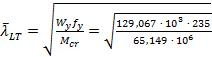 λ̄_LT = √(W_y f_y / M_cr) = √(129,067 · 10³ · 235 / 65,149 · 10⁶)